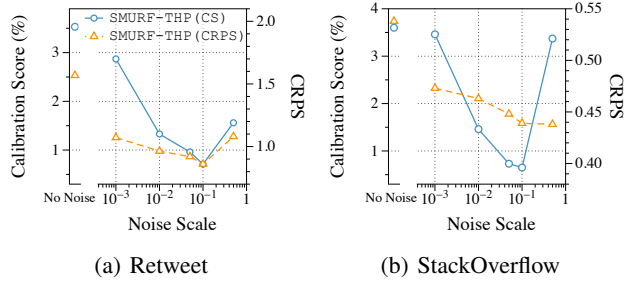 SMURF-THP(CS)
SMURF-THP(CRPS)
Calibration Score (%)
3
2
1
2.0
1.5
1.0
CRPS
No Noise 10⁻³ 10⁻² 10⁻¹ 1
Noise Scale
(a) Retweet
Calibration Score (%)
4
3
2
1
0.55
0.50
0.45
0.40
CRPS
No Noise 10⁻³ 10⁻² 10⁻¹ 1
Noise Scale
(b) StackOverflow